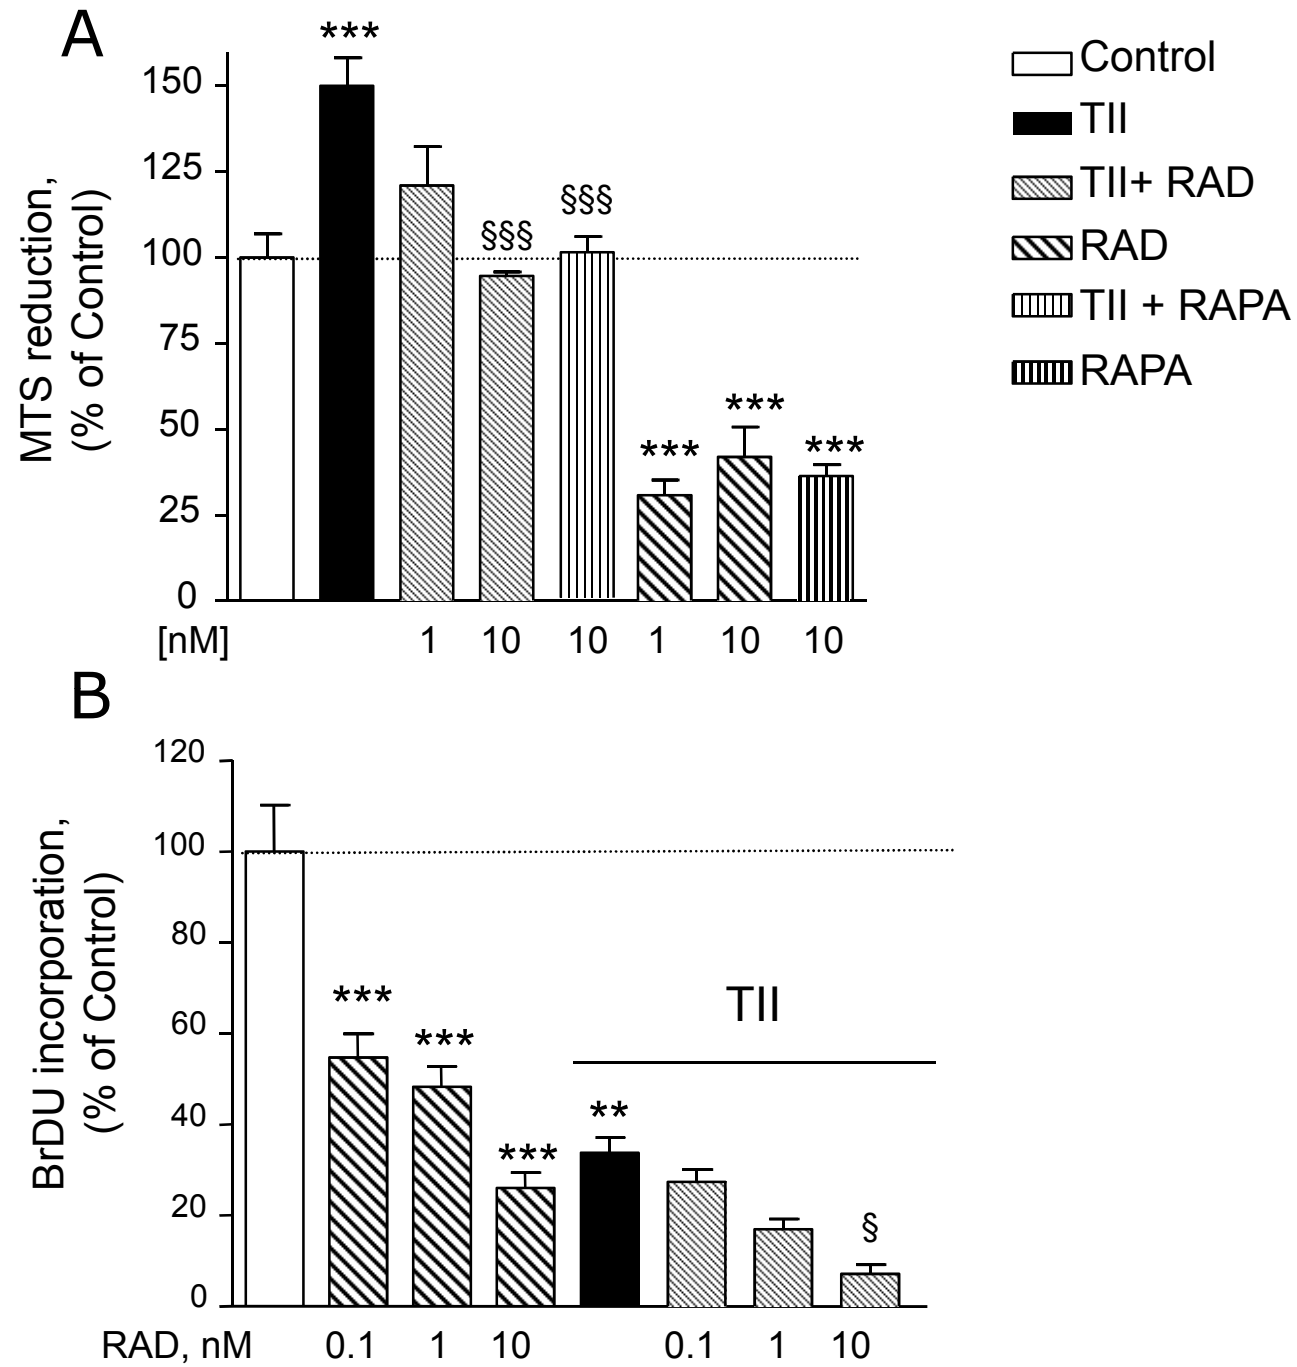 A
***
150
125
100
75
50
25
0
MTS reduction,
(% of Control)
§§§
§§§
***
***
***
[nM] 1 10 10 1 10 10
Control
TII
TII+ RAD
RAD
TII + RAPA
RAPA
B
120
100
80
60
40
20
0
BrDU incorporation,
(% of Control)
***
***
***
TII
**
§
RAD, nM 0.1 1 10 0.1 1 10